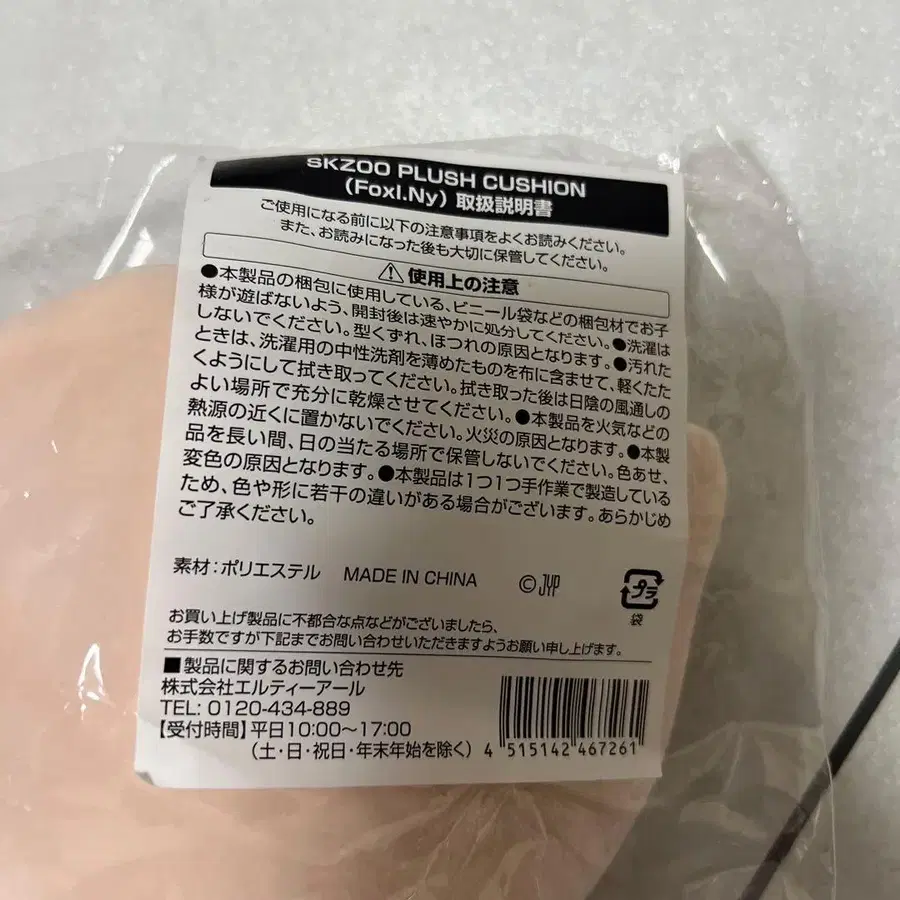 SKZOO PLUSH CUSHION
（FoxI.Ny）取扱説明書
ご使用になる前に以下の注意事項をよくお読みください。
また、お読みになった後も大切に保管してください。
⚠使用上の注意
●本製品の梱包に使用している、ビニール袋などの梱包材でお子
様が遊ばないよう、開封後は速やかに処分してください。●洗濯は
しないでください。型くずれ、ほつれの原因となります。●汚れた
ときは、洗濯用の中性洗剤を薄めたものを布に含ませて、軽くたた
くようにして拭き取ってください。拭き取った後は日陰の風通しの
よい場所で充分に乾燥させてください。●本製品を火気などの
熱源の近くに置かないでください。火災の原因となります。●本製
品を長い間、日の当たる場所で保管しないでください。色あせ、
変色の原因となります。●本製品は1つ1つ手作業で製造している
ため、色や形に若干の違いがある場合がございます。あらかじめ
ご了承ください。
素材：ポリエステル MADE IN CHINA ©JYP
プラ
袋
お買い上げ製品に不都合な点などがございましたら、
お手数ですが下記までお問い合わせいただきますようお願い申し上げます。
■製品に関するお問い合わせ先
株式会社エルティーアール
TEL: 0120-434-889
【受付時間】平日10:00〜17:00
（土・日・祝日・年末年始を除く）
4 515142 467261